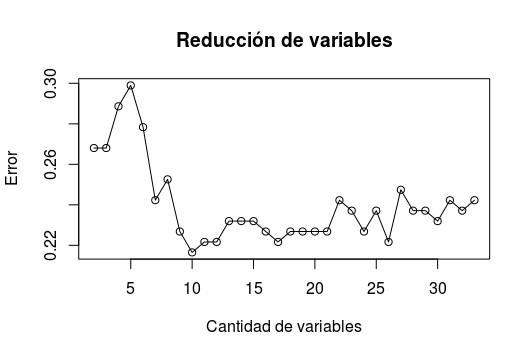 Reducción de variables
Error
0.30
0.26
0.22
5 10 15 20 25 30
Cantidad de variables